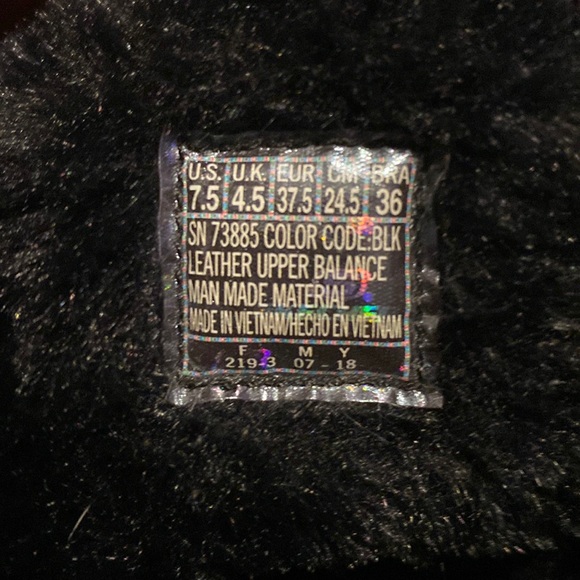 U.S. U.K. EUR CM BRA
7.5 4.5 37.5 24.5 36
SN 73885 COLOR CODE:BLK
LEATHER UPPER BALANCE
MAN MADE MATERIAL
MADE IN VIETNAM/HECHO EN VIETNAM
F M Y
219-3 07 - 18